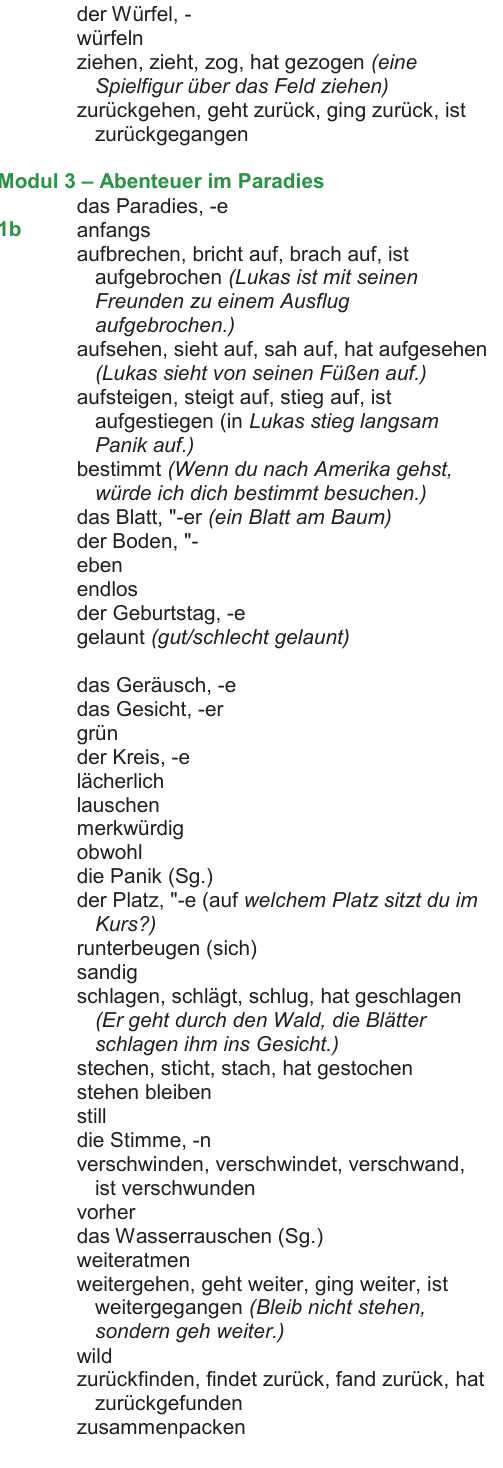 der Würfel, -
würfeln
ziehen, zieht, zog, hat gezogen (eine
Spielfigur über das Feld ziehen)
zurückgehen, geht zurück, ging zurück, ist
zurückgegangen
Modul 3 – Abenteuer im Paradies
das Paradies, -e
1b anfangs
aufbrechen, bricht auf, brach auf, ist
aufgebrochen (Lukas ist mit seinen
Freunden zu einem Ausflug
aufgebrochen.)
aufsehen, sieht auf, sah auf, hat aufgesehen
(Lukas sieht von seinen Füßen auf.)
aufsteigen, steigt auf, stieg auf, ist
aufgestiegen (in Lukas stieg langsam
Panik auf.)
bestimmt (Wenn du nach Amerika gehst,
würde ich dich bestimmt besuchen.)
das Blatt, "-er (ein Blatt am Baum)
der Boden, "-
eben
endlos
der Geburtstag, -e
gelaunt (gut/schlecht gelaunt)
das Geräusch, -e
das Gesicht, -er
grün
der Kreis, -e
lächerlich
lauschen
merkwürdig
obwohl
die Panik (Sg.)
der Platz, "-e (auf welchem Platz sitzt du im
Kurs?)
runterbeugen (sich)
sandig
schlagen, schlägt, schlug, hat geschlagen
(Er geht durch den Wald, die Blätter
schlagen ihm ins Gesicht.)
stechen, sticht, stach, hat gestochen
stehen bleiben
still
die Stimme, -n
verschwinden, verschwindet, verschwand,
ist verschwunden
vorher
das Wasserrauschen (Sg.)
weiteratmen
weitergehen, geht weiter, ging weiter, ist
weitergegangen (Bleib nicht stehen,
sondern geh weiter.)
wild
zurückfinden, findet zurück, fand zurück, hat
zurückgefunden
zusammenpacken